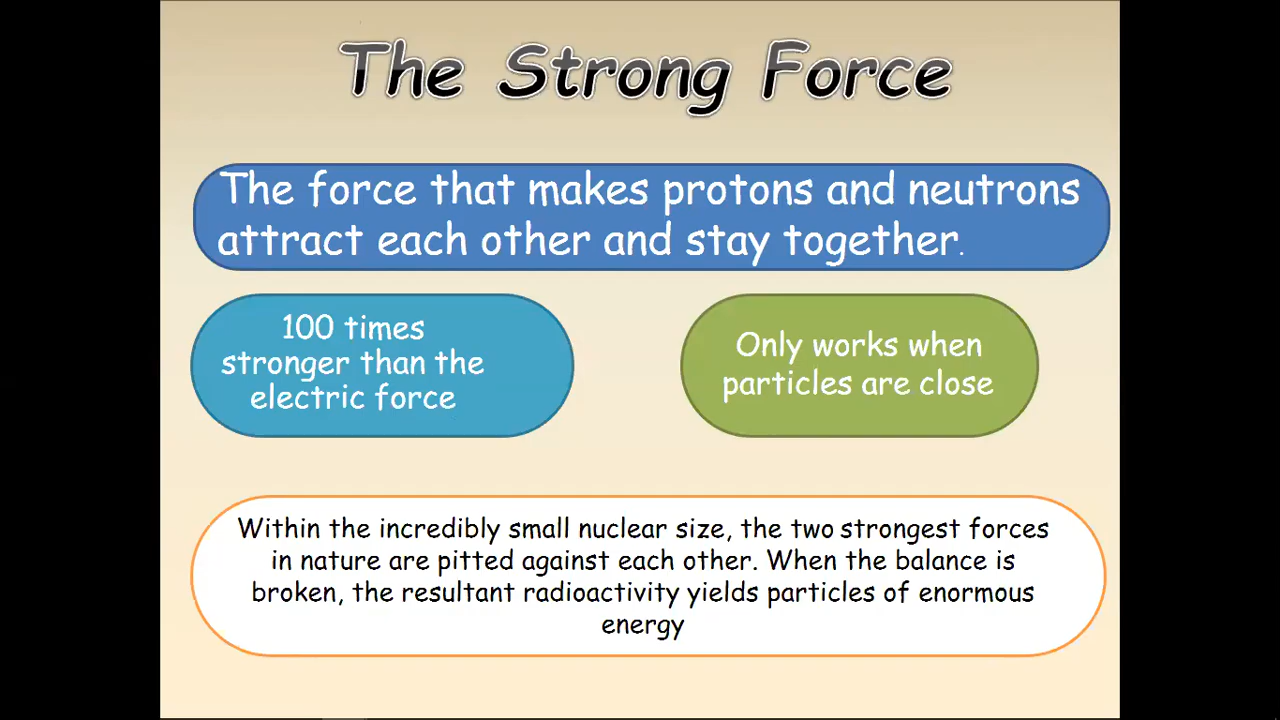 The Strong Force
The force that makes protons and neutrons
attract each other and stay together.
100 times
stronger than the
electric force
Only works when
particles are close
Within the incredibly small nuclear size, the two strongest forces
in nature are pitted against each other. When the balance is
broken, the resultant radioactivity yields particles of enormous
energy